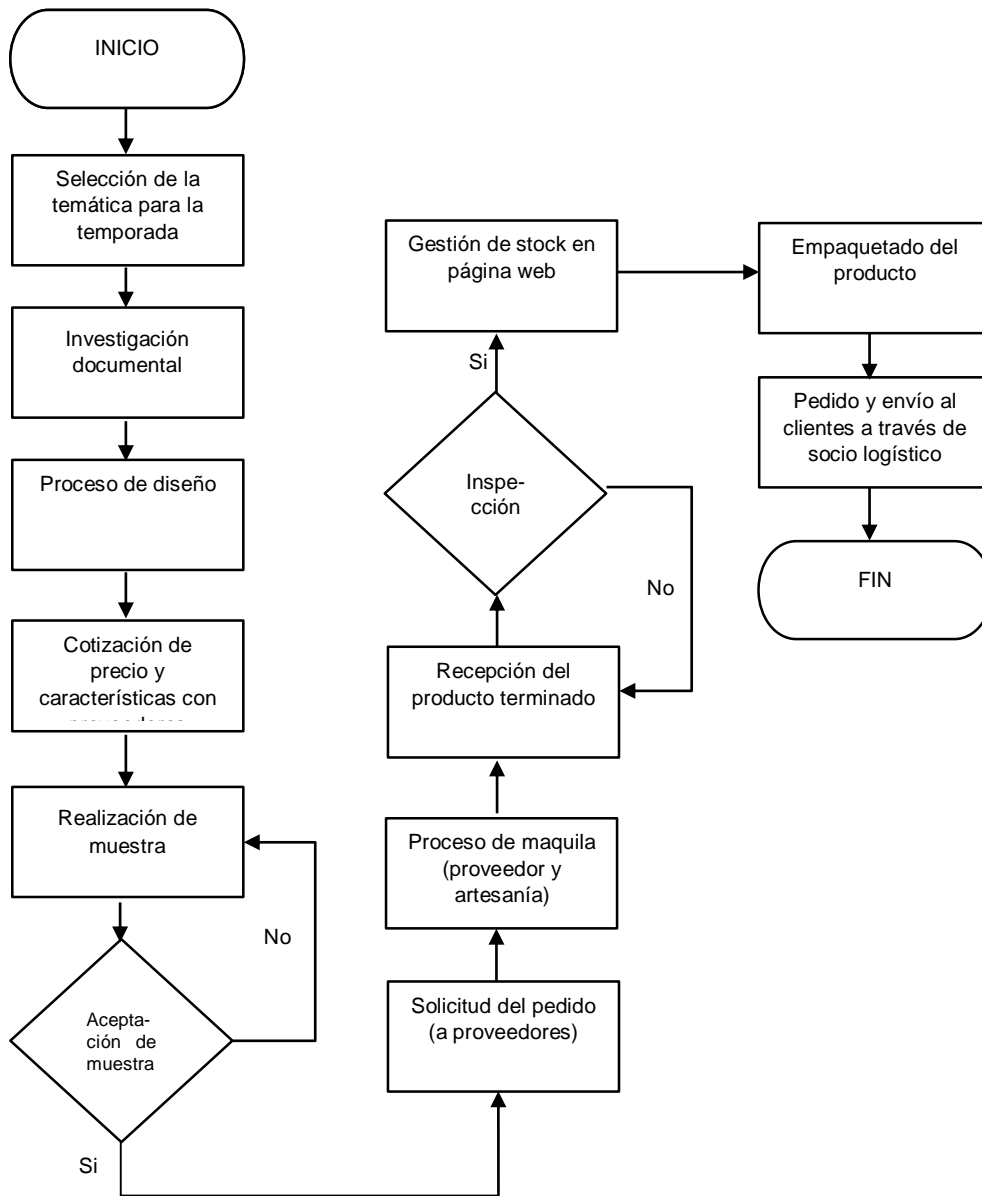 INICIO
Selección de la
temática para la
temporada
Investigación
documental
Proceso de diseño
Cotización de
precio y
características con
Realización de
muestra
No
Acepta-
ción de
muestra
Si
Solicitud del pedido
(a proveedores)
Proceso de maquila
(proveedor y
artesanía)
Recepción del
producto terminado
No
Inspe-
cción
Si
Gestión de stock en
página web
Empaquetado del
producto
Pedido y envío al
clientes a través de
socio logístico
FIN